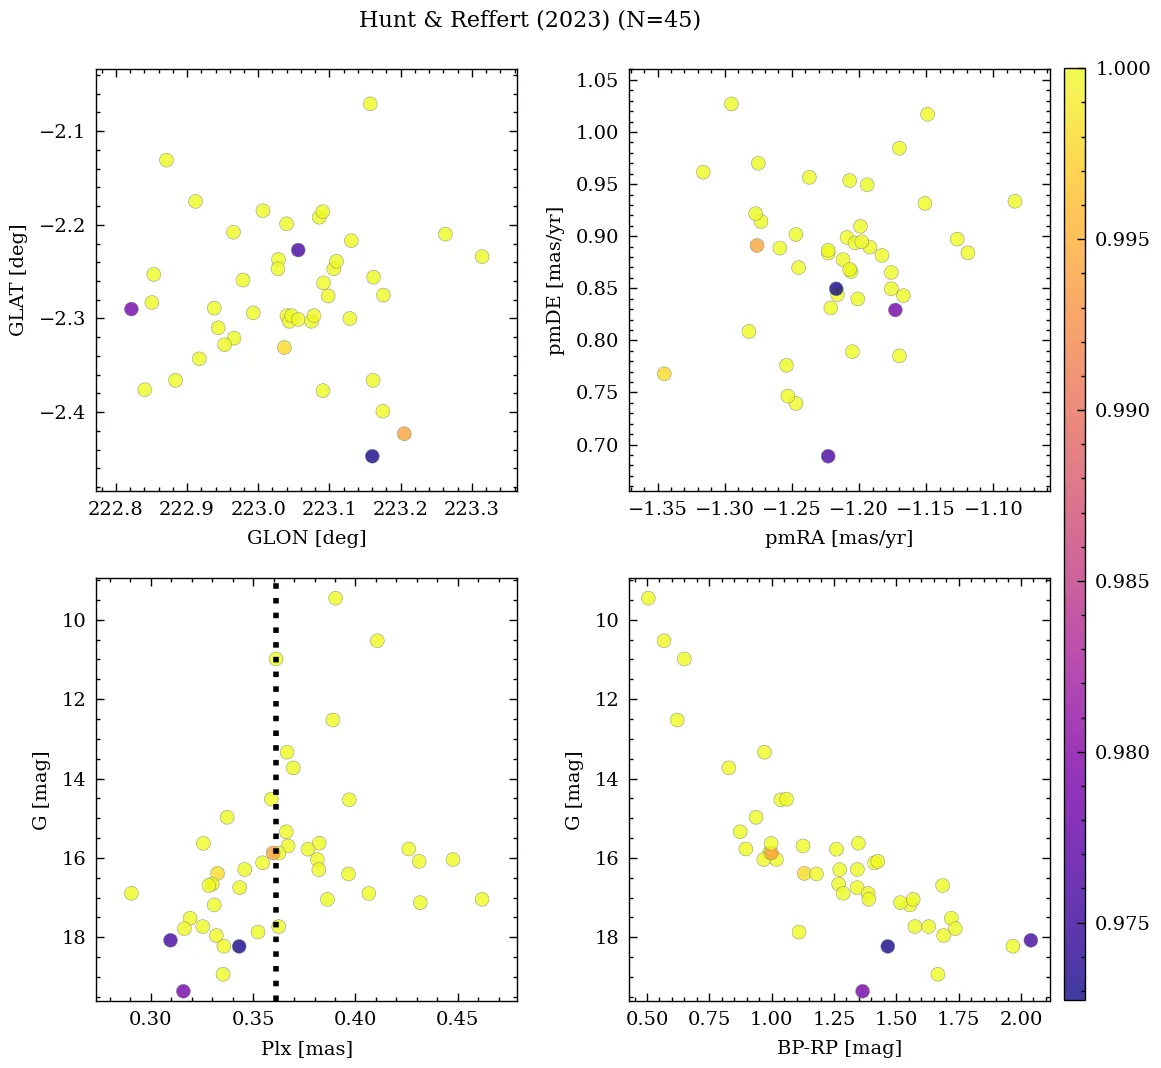 Hunt & Reffert (2023) (N=45)
−2.1
−2.2
−2.3
−2.4
GLAT [deg]
222.8 222.9 223.0 223.1 223.2 223.3
GLON [deg]
1.05
1.00
0.95
0.90
0.85
0.80
0.75
0.70
pmDE [mas/yr]
−1.35 −1.30 −1.25 −1.20 −1.15 −1.10
pmRA [mas/yr]
1.000
0.995
0.990
0.985
0.980
0.975
10
12
14
16
18
G [mag]
0.30 0.35 0.40 0.45
Plx [mas]
10
12
14
16
18
G [mag]
0.50 0.75 1.00 1.25 1.50 1.75 2.00
BP-RP [mag]